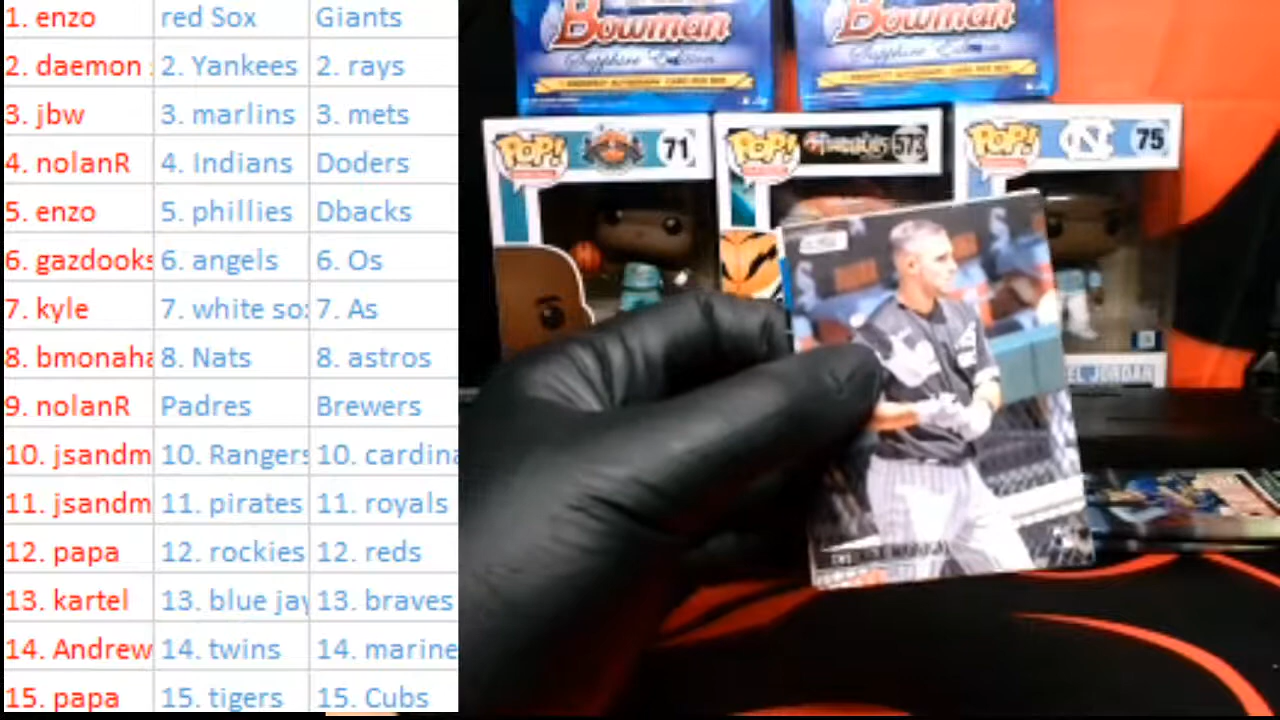 1. enzo red Sox Giants
2. daemon 2. Yankees 2. rays
3. jbw 3. marlins 3. mets
4. nolanR 4. Indians Doders
5. enzo 5. phillies Dbacks
6. gazdooks 6. angels 6. Os
7. kyle 7. white so 7. As
8. bmonaha 8. Nats 8. astros
9. nolanR Padres Brewers
10. jsandm 10. Rangers 10. cardina
11. jsandm 11. pirates 11. royals
12. papa 12. rockies 12. reds
13. kartel 13. blue jay 13. braves
14. Andrew 14. twins 14. marine
15. papa 15. tigers 15. Cubs
Bowman Bowman
Sapphire Edition Sapphire Edition
POP! 71 POP! 573 POP! 75
JORDAN